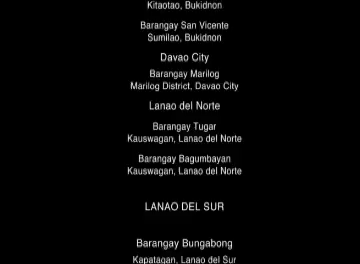 Kitaotao, Bukidnon
Barangay San Vicente
Sumilao, Bukidnon
Davao City
Barangay Marilog
Marilog District, Davao City
Lanao del Norte
Barangay Tugar
Kauswagan, Lanao del Norte
Barangay Bagumbayan
Kauswagan, Lanao del Norte
LANAO DEL SUR
Barangay Bungabong
Kapatagan, Lanao del Sur